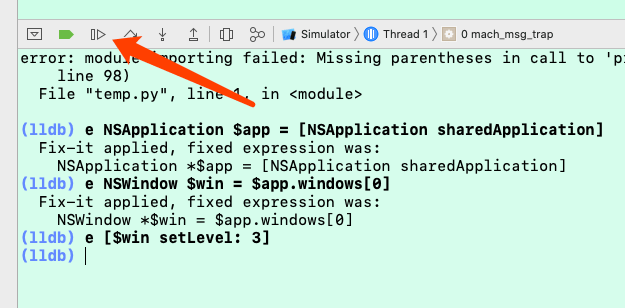 Simulator Thread 1 0 mach_msg_trap
error: module importing failed: Missing parentheses in call to 'p
line 98)
File "temp.py", line 1, in <module>
(lldb) e NSApplication $app = [NSApplication sharedApplication]
Fix-it applied, fixed expression was:
NSApplication *$app = [NSApplication sharedApplication]
(lldb) e NSWindow $win = $app.windows[0]
Fix-it applied, fixed expression was:
NSWindow *$win = $app.windows[0]
(lldb) e [$win setLevel: 3]
(lldb)